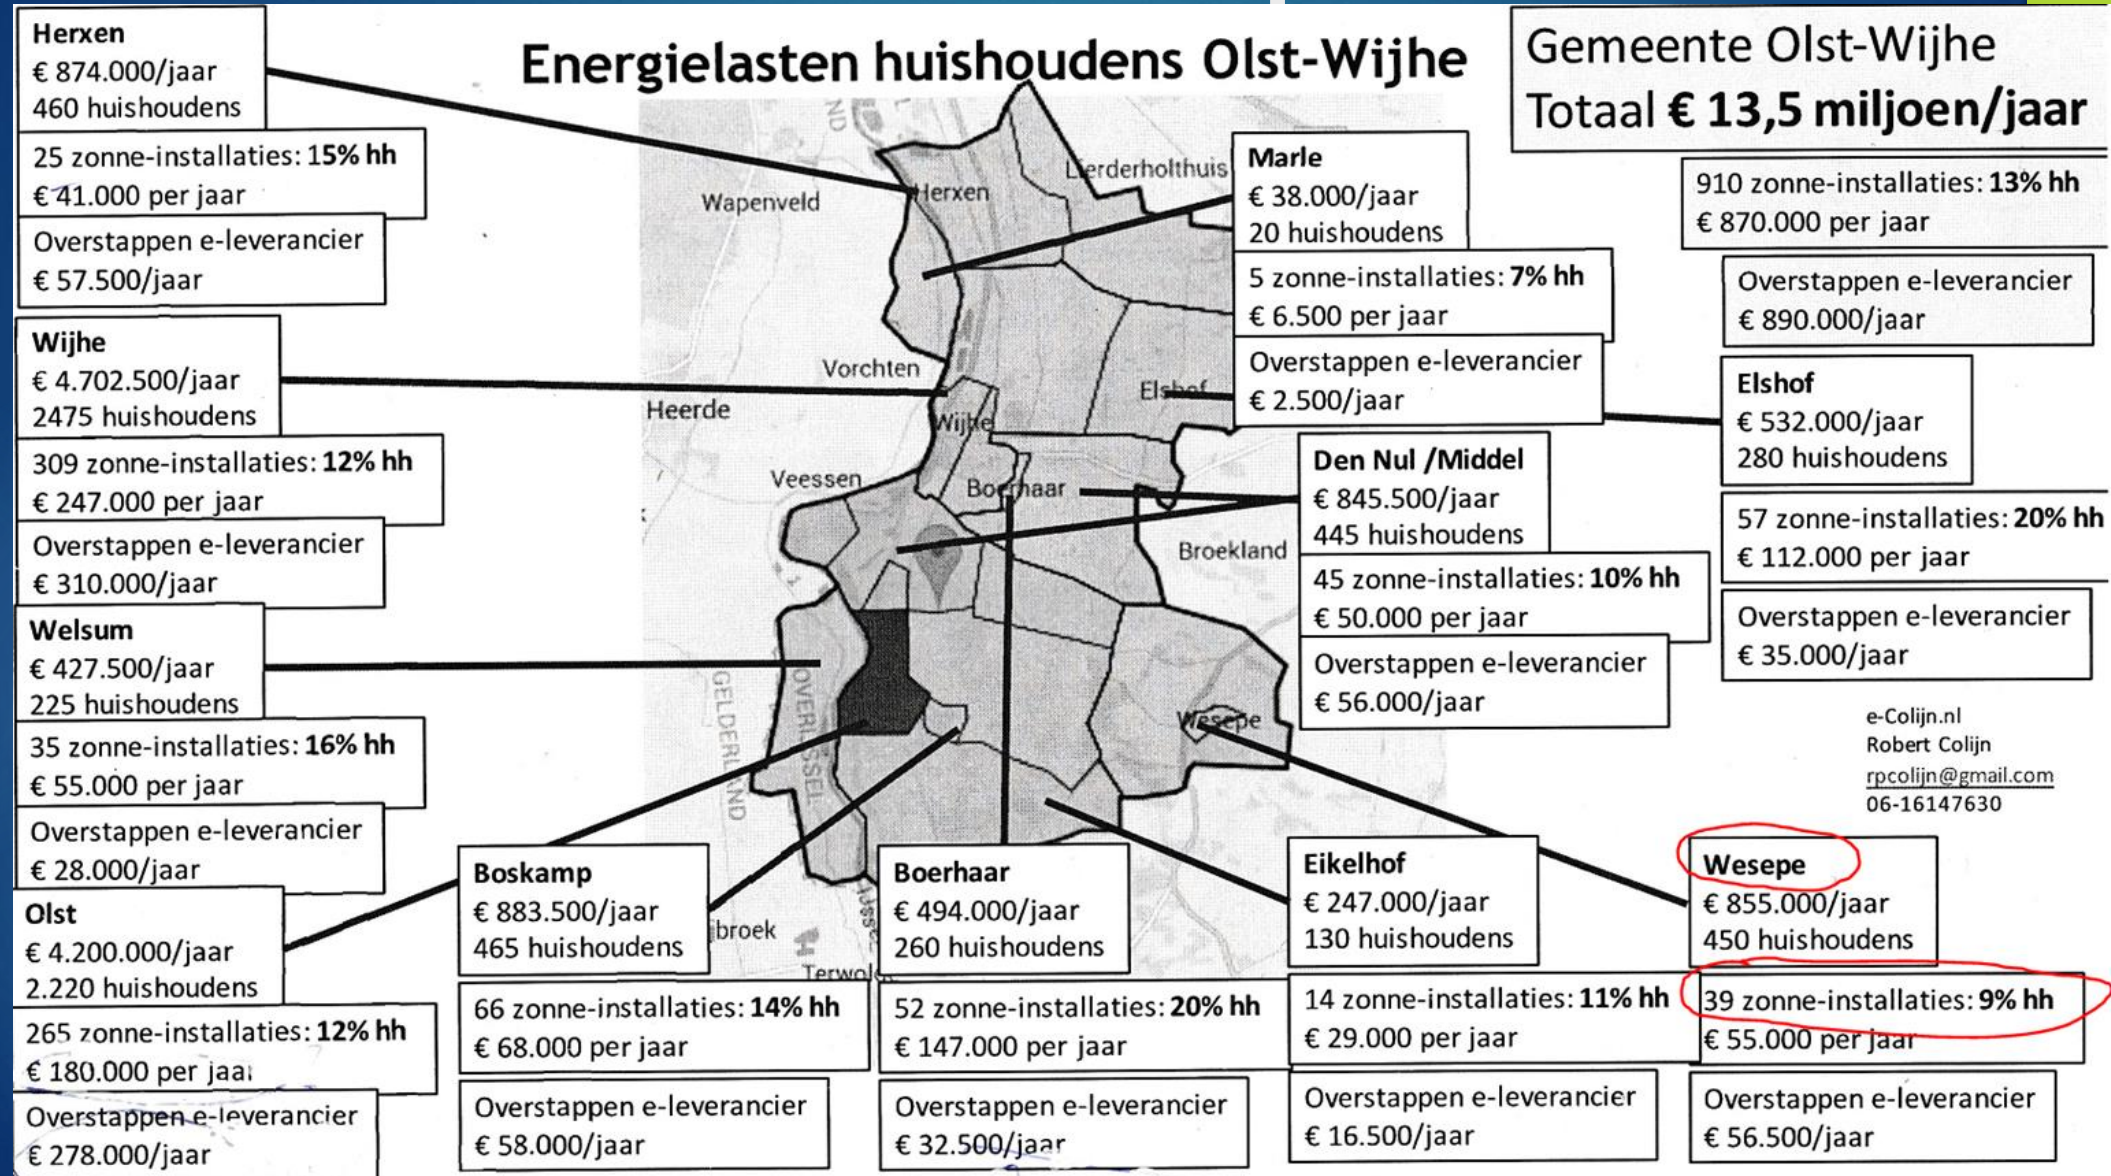 Energielasten huishoudens Olst-Wijhe
Gemeente Olst-Wijhe
Totaal € 13,5 miljoen/jaar
910 zonne-installaties: 13% hh
€ 870.000 per jaar
Overstappen e-leverancier
€ 890.000/jaar
Herxen
€ 874.000/jaar
460 huishoudens
25 zonne-installaties: 15% hh
€ 41.000 per jaar
Overstappen e-leverancier
€ 57.500/jaar
Wijhe
€ 4.702.500/jaar
2475 huishoudens
309 zonne-installaties: 12% hh
€ 247.000 per jaar
Overstappen e-leverancier
€ 310.000/jaar
Welsum
€ 427.500/jaar
225 huishoudens
35 zonne-installaties: 16% hh
€ 55.000 per jaar
Overstappen e-leverancier
€ 28.000/jaar
Olst
€ 4.200.000/jaar
2.220 huishoudens
265 zonne-installaties: 12% hh
€ 180.000 per jaar
Overstappen e-leverancier
€ 278.000/jaar
Wapenveld
Herxen
Lierderholthuis
Vorchten
Heerde
Wijhe
Elshof
Veessen
Boerhaar
Broekland
GELDERLAND
OVERIJSSEL
Wesepe
broek
Marle
€ 38.000/jaar
20 huishoudens
5 zonne-installaties: 7% hh
€ 6.500 per jaar
Overstappen e-leverancier
€ 2.500/jaar
Elshof
€ 532.000/jaar
280 huishoudens
57 zonne-installaties: 20% hh
€ 112.000 per jaar
Overstappen e-leverancier
€ 35.000/jaar
Den Nul /Middel
€ 845.500/jaar
445 huishoudens
45 zonne-installaties: 10% hh
€ 50.000 per jaar
Overstappen e-leverancier
€ 56.000/jaar
e-Colijn.nl
Robert Colijn
rpcolijn@gmail.com
06-16147630
Boskamp
€ 883.500/jaar
465 huishoudens
66 zonne-installaties: 14% hh
€ 68.000 per jaar
Overstappen e-leverancier
€ 58.000/jaar
Boerhaar
€ 494.000/jaar
260 huishoudens
52 zonne-installaties: 20% hh
€ 147.000 per jaar
Overstappen e-leverancier
€ 32.500/jaar
Eikelhof
€ 247.000/jaar
130 huishoudens
14 zonne-installaties: 11% hh
€ 29.000 per jaar
Overstappen e-leverancier
€ 16.500/jaar
Wesepe
€ 855.000/jaar
450 huishoudens
39 zonne-installaties: 9% hh
€ 55.000 per jaar
Overstappen e-leverancier
€ 56.500/jaar